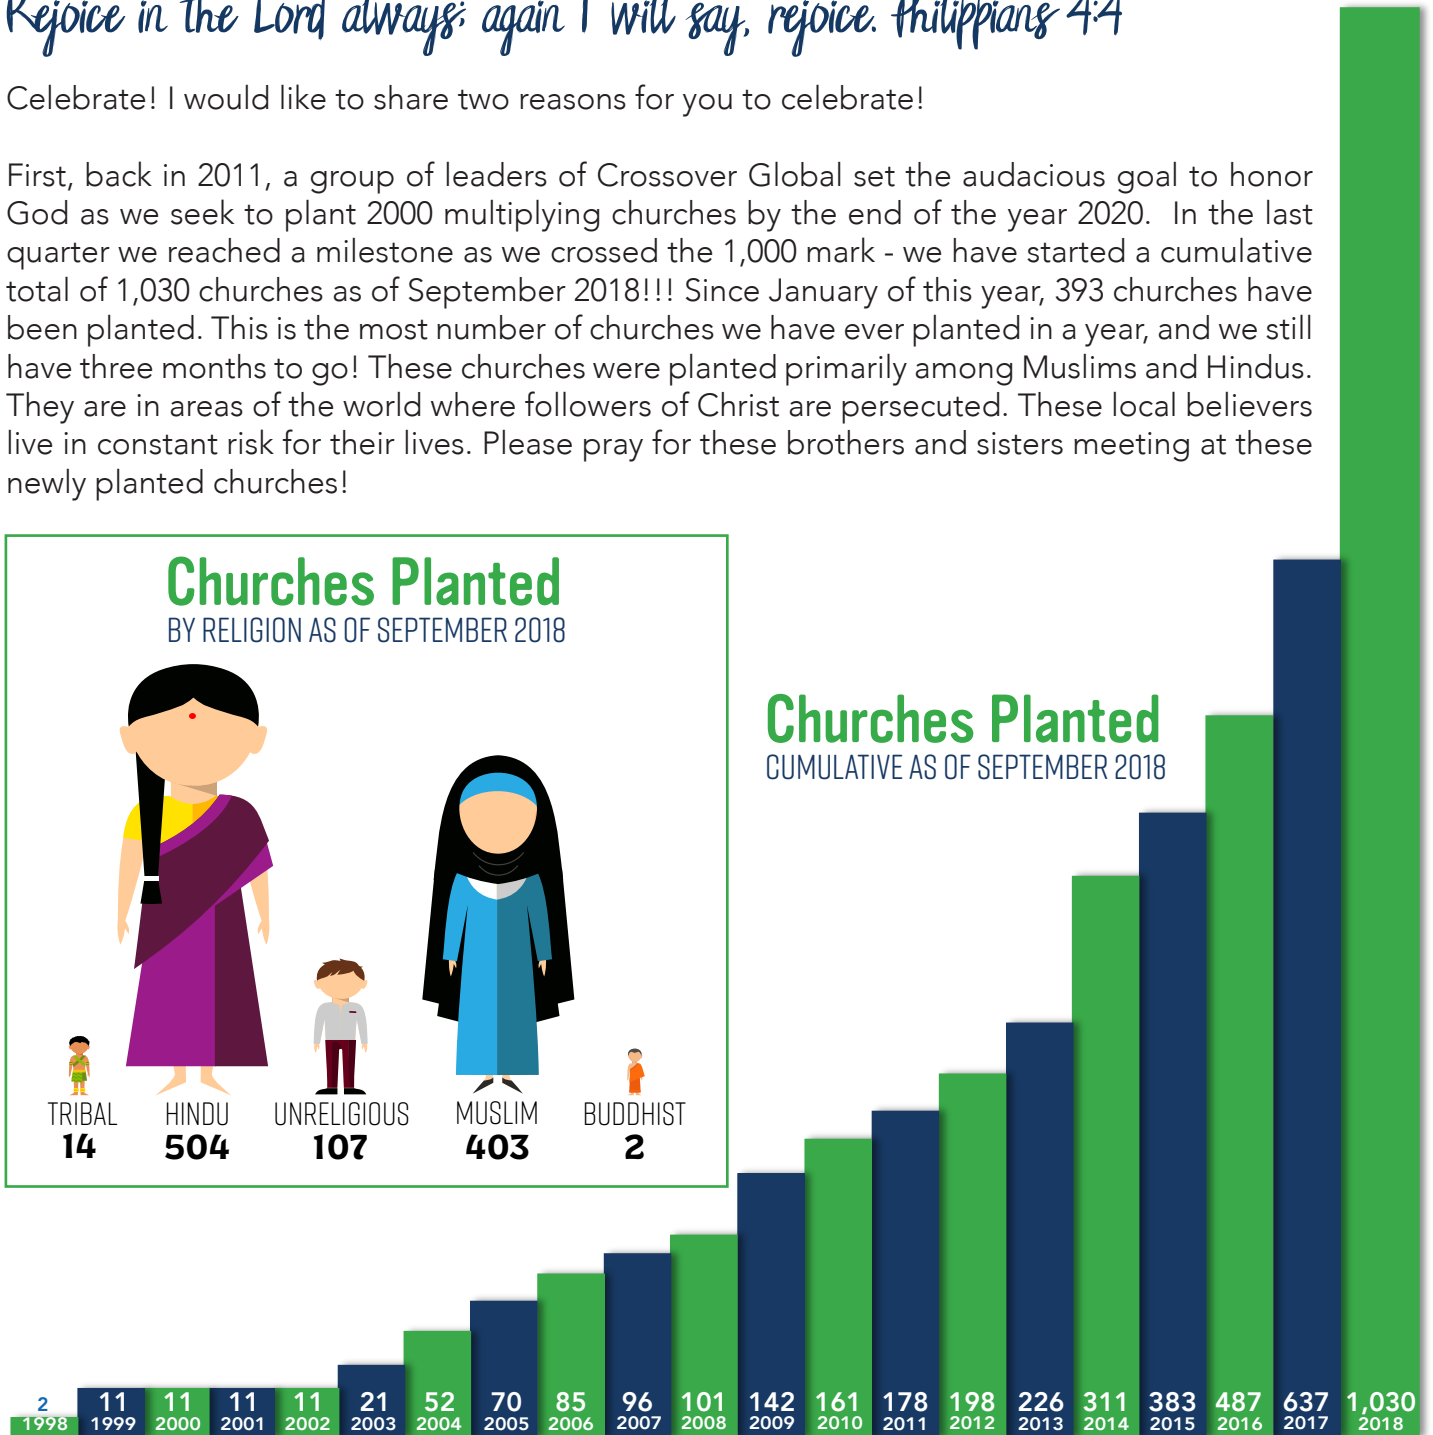 Rejoice in the Lord always; again I will say, rejoice. Philippians 4:4
Celebrate! I would like to share two reasons for you to celebrate!
First, back in 2011, a group of leaders of Crossover Global set the audacious goal to honor
God as we seek to plant 2000 multiplying churches by the end of the year 2020.  In the last
quarter we reached a milestone as we crossed the 1,000 mark - we have started a cumulative
total of 1,030 churches as of September 2018!!! Since January of this year, 393 churches have
been planted. This is the most number of churches we have ever planted in a year, and we still
have three months to go! These churches were planted primarily among Muslims and Hindus.
They are in areas of the world where followers of Christ are persecuted. These local believers
live in constant risk for their lives. Please pray for these brothers and sisters meeting at these
newly planted churches!
Churches Planted
BY RELIGION AS OF SEPTEMBER 2018
TRIBAL HINDU UNRELIGIOUS MUSLIM BUDDHIST
14 504 107 403 2
Churches Planted
CUMULATIVE AS OF SEPTEMBER 2018
2 11 11 11 11 21 52 70 85 96 101 142 161 178 198 226 311 383 487 637 1,030
1998 1999 2000 2001 2002 2003 2004 2005 2006 2007 2008 2009 2010 2011 2012 2013 2014 2015 2016 2017 2018